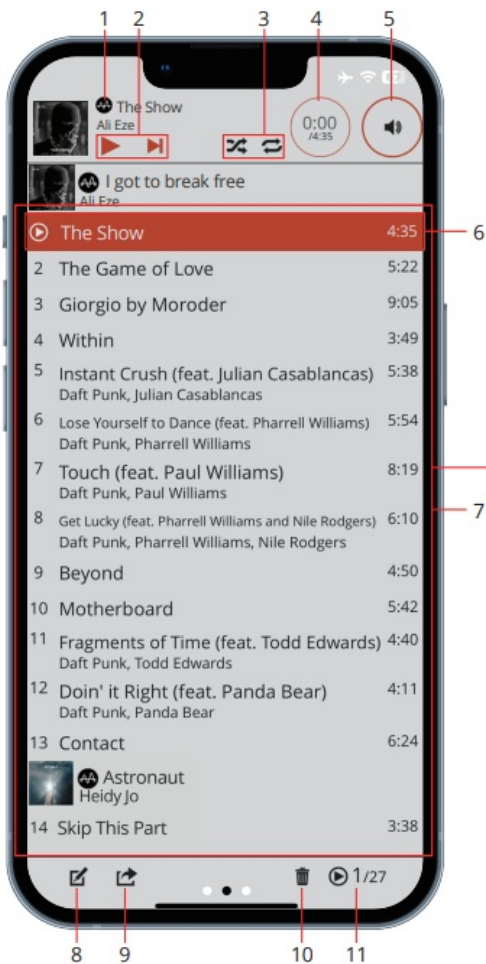 1 2 3 4 5
The Show
Ali Eze
0:00
/4:35
I got to break free
Ali Eze
The Show 4:35 6
2 The Game of Love 5:22
3 Giorgio by Moroder 9:05
4 Within 3:49
5 Instant Crush (feat. Julian Casablancas) 5:38
Daft Punk, Julian Casablancas
6 Lose Yourself to Dance (feat. Pharrell Williams) 5:54
Daft Punk, Pharrell Williams
7 Touch (feat. Paul Williams) 8:19
Daft Punk, Paul Williams
7
8 Get Lucky (feat. Pharrell Williams and Nile Rodgers) 6:10
Daft Punk, Pharrell Williams, Nile Rodgers
9 Beyond 4:50
10 Motherboard 5:42
11 Fragments of Time (feat. Todd Edwards) 4:40
Daft Punk, Todd Edwards
12 Doin' it Right (feat. Panda Bear) 4:11
Daft Punk, Panda Bear
13 Contact 6:24
Astronaut
Heidy Jo
14 Skip This Part 3:38
1/27
8 9 10 11